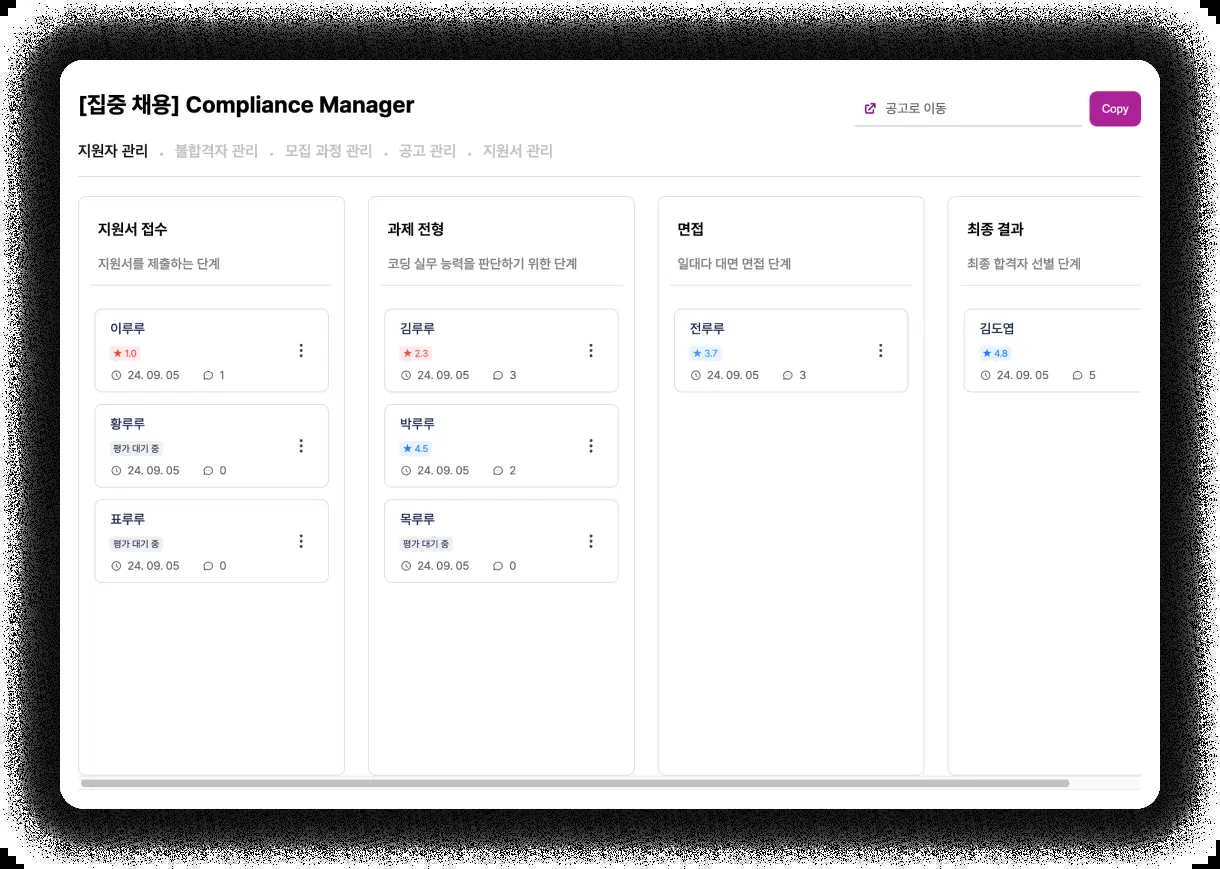 [집중 채용] Compliance Manager
공고로 이동
Copy
지원자 관리 . 불합격자 관리 . 모집 과정 관리 . 공고 관리 . 지원서 관리
지원서 접수
지원서를 제출하는 단계
이루루
★ 1.0
24. 09. 05 1
황루루
평가 대기 중
24. 09. 05 0
표루루
평가 대기 중
24. 09. 05 0
과제 전형
코딩 실무 능력을 판단하기 위한 단계
김루루
★ 2.3
24. 09. 05 3
박루루
★ 4.5
24. 09. 05 2
목루루
평가 대기 중
24. 09. 05 0
면접
일대다 대면 면접 단계
전루루
★ 3.7
24. 09. 05 3
최종 결과
최종 합격자 선별 단계
김도엽
★ 4.8
24. 09. 05 5